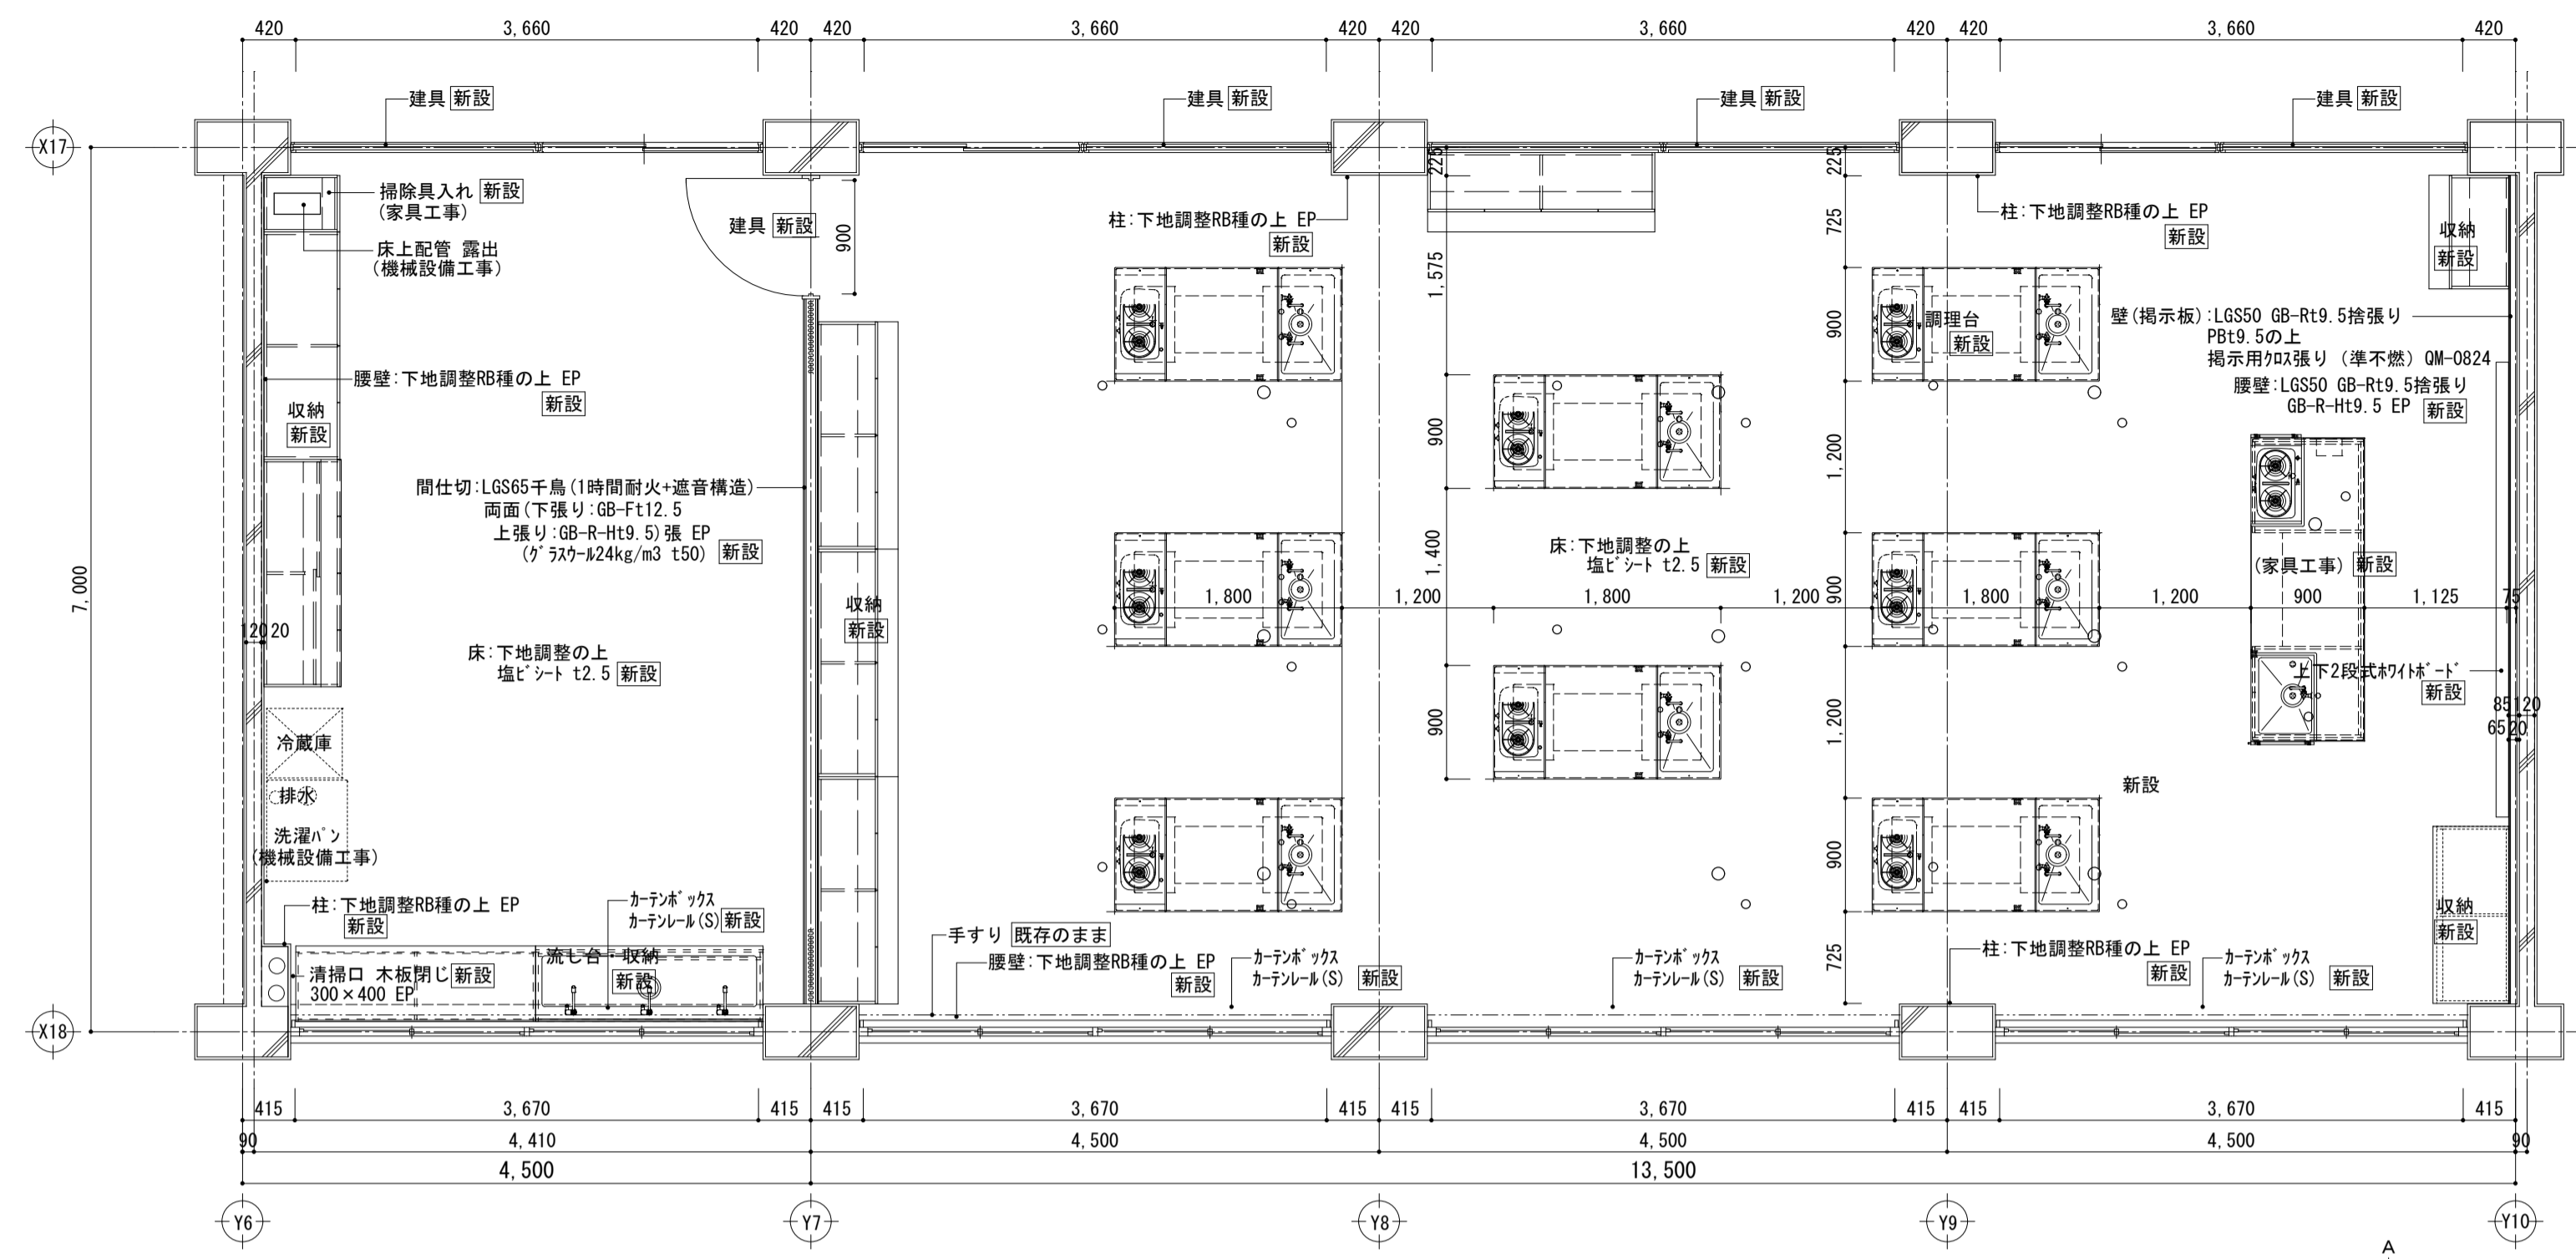 420 3,660 420 420 3,660 420 420 3,660 420 420 3,660 420
建具 新設
建具 新設
建具 新設
建具 新設
X17
掃除具入れ 新設
(家具工事)
床上配管 露出
(機械設備工事)
建具 新設
900
柱:下地調整RB種の上 EP
新設
225
1,575
225
725
柱:下地調整RB種の上 EP
新設
収納
新設
調理台
新設
900
壁(掲示板):LGS50 GB-Rt9.5捨張り
PBt9.5の上
掲示用ｸﾛｽ張り (準不燃) QM-0824
腰壁:LGS50 GB-Rt9.5捨張り
GB-R-Ht9.5 EP 新設
腰壁:下地調整RB種の上 EP
新設
収納
新設
900
1,200
間仕切:LGS65千鳥(1時間耐火+遮音構造)
両面(下張り:GB-Ft12.5
上張り:GB-R-Ht9.5)張 EP
(ｸﾞﾗｽｳｰﾙ24kg/m3 t50) 新設
1,400
床:下地調整の上
塩ﾋﾞｼｰﾄ t2.5 新設
(家具工事) 新設
7,000
収納
新設
1,800 1,200 1,800 1,200 900 1,800 1,200 900 1,125 75
120 20
床:下地調整の上
塩ﾋﾞｼｰﾄ t2.5 新設
上下2段式ﾎﾜｲﾄﾎﾞｰﾄﾞ
新設
85 120
65 20
900
1,200
冷蔵庫
排水
洗濯ﾊﾟﾝ
(機械設備工事)
新設
900
柱:下地調整RB種の上 EP
新設
ｶｰﾃﾝﾎﾞｯｸｽ
ｶｰﾃﾝﾚｰﾙ(S) 新設
収納
新設
手すり 既存のまま
腰壁:下地調整RB種の上 EP
新設
ｶｰﾃﾝﾎﾞｯｸｽ
ｶｰﾃﾝﾚｰﾙ(S) 新設
ｶｰﾃﾝﾎﾞｯｸｽ
ｶｰﾃﾝﾚｰﾙ(S) 新設
725
柱:下地調整RB種の上 EP
新設
ｶｰﾃﾝﾎﾞｯｸｽ
ｶｰﾃﾝﾚｰﾙ(S) 新設
流し台 収納
新設
清掃口 木板閉じ 新設
300×400 EP
X18
415 3,670 415 415 3,670 415 415 3,670 415 415 3,670 415
90 4,410 4,500 4,500 4,500 90
4,500 13,500
Y6 Y7 Y8 Y9 Y10
A